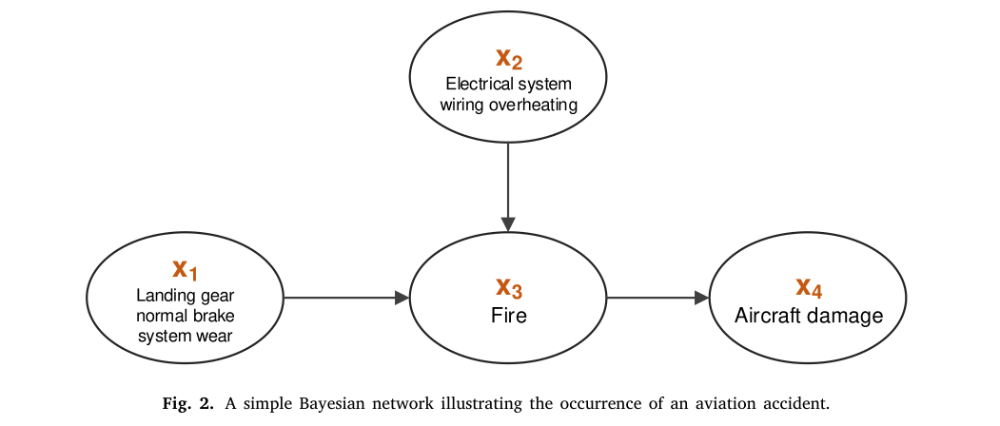 x2
Electrical system
wiring overheating
x1
Landing gear
normal brake
system wear
x3
Fire
x4
Aircraft damage
Fig. 2. A simple Bayesian network illustrating the occurrence of an aviation accident.